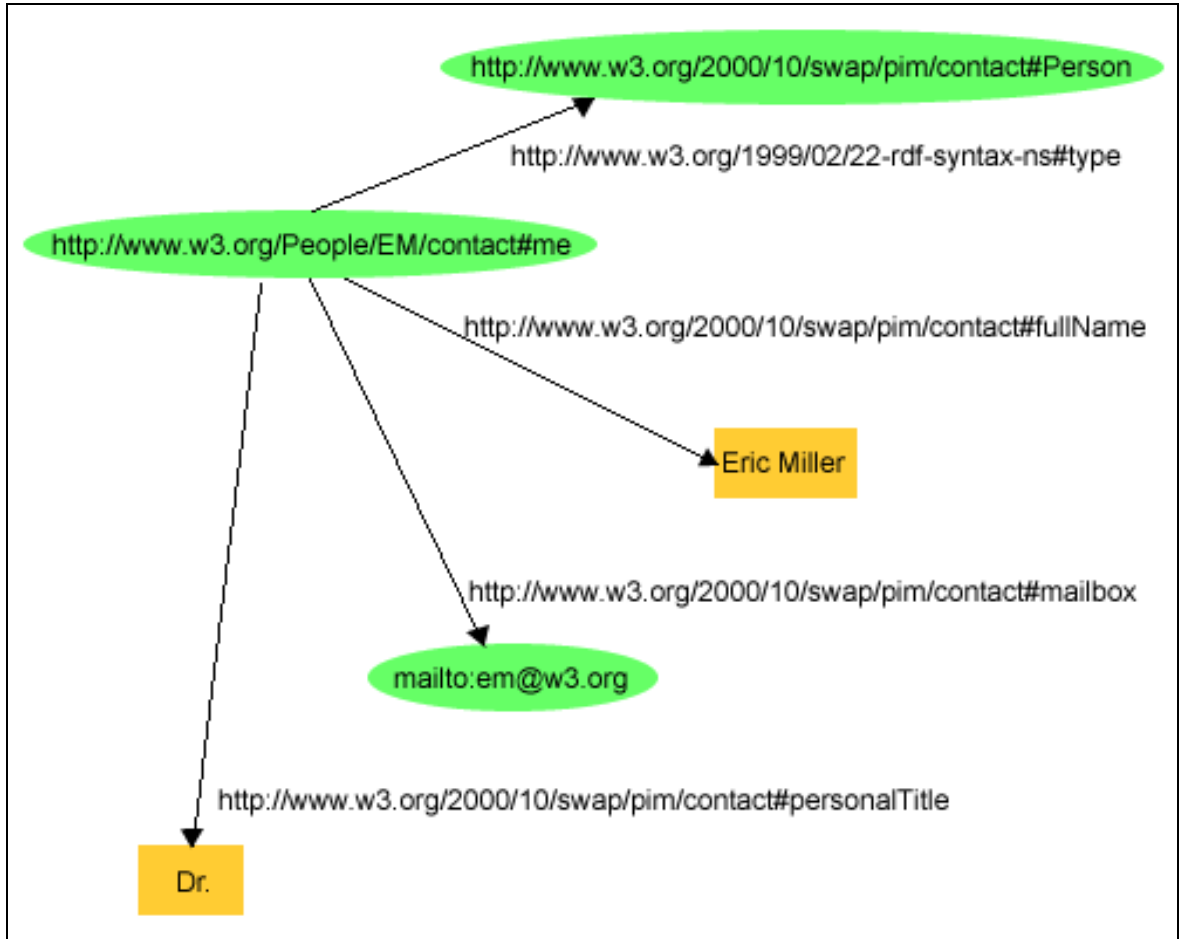 http://www.w3.org/2000/10/swap/pim/contact#Person
http://www.w3.org/1999/02/22-rdf-syntax-ns#type
http://www.w3.org/People/EM/contact#me
http://www.w3.org/2000/10/swap/pim/contact#fullName
Eric Miller
http://www.w3.org/2000/10/swap/pim/contact#mailbox
mailto:em@w3.org
http://www.w3.org/2000/10/swap/pim/contact#personalTitle
Dr.